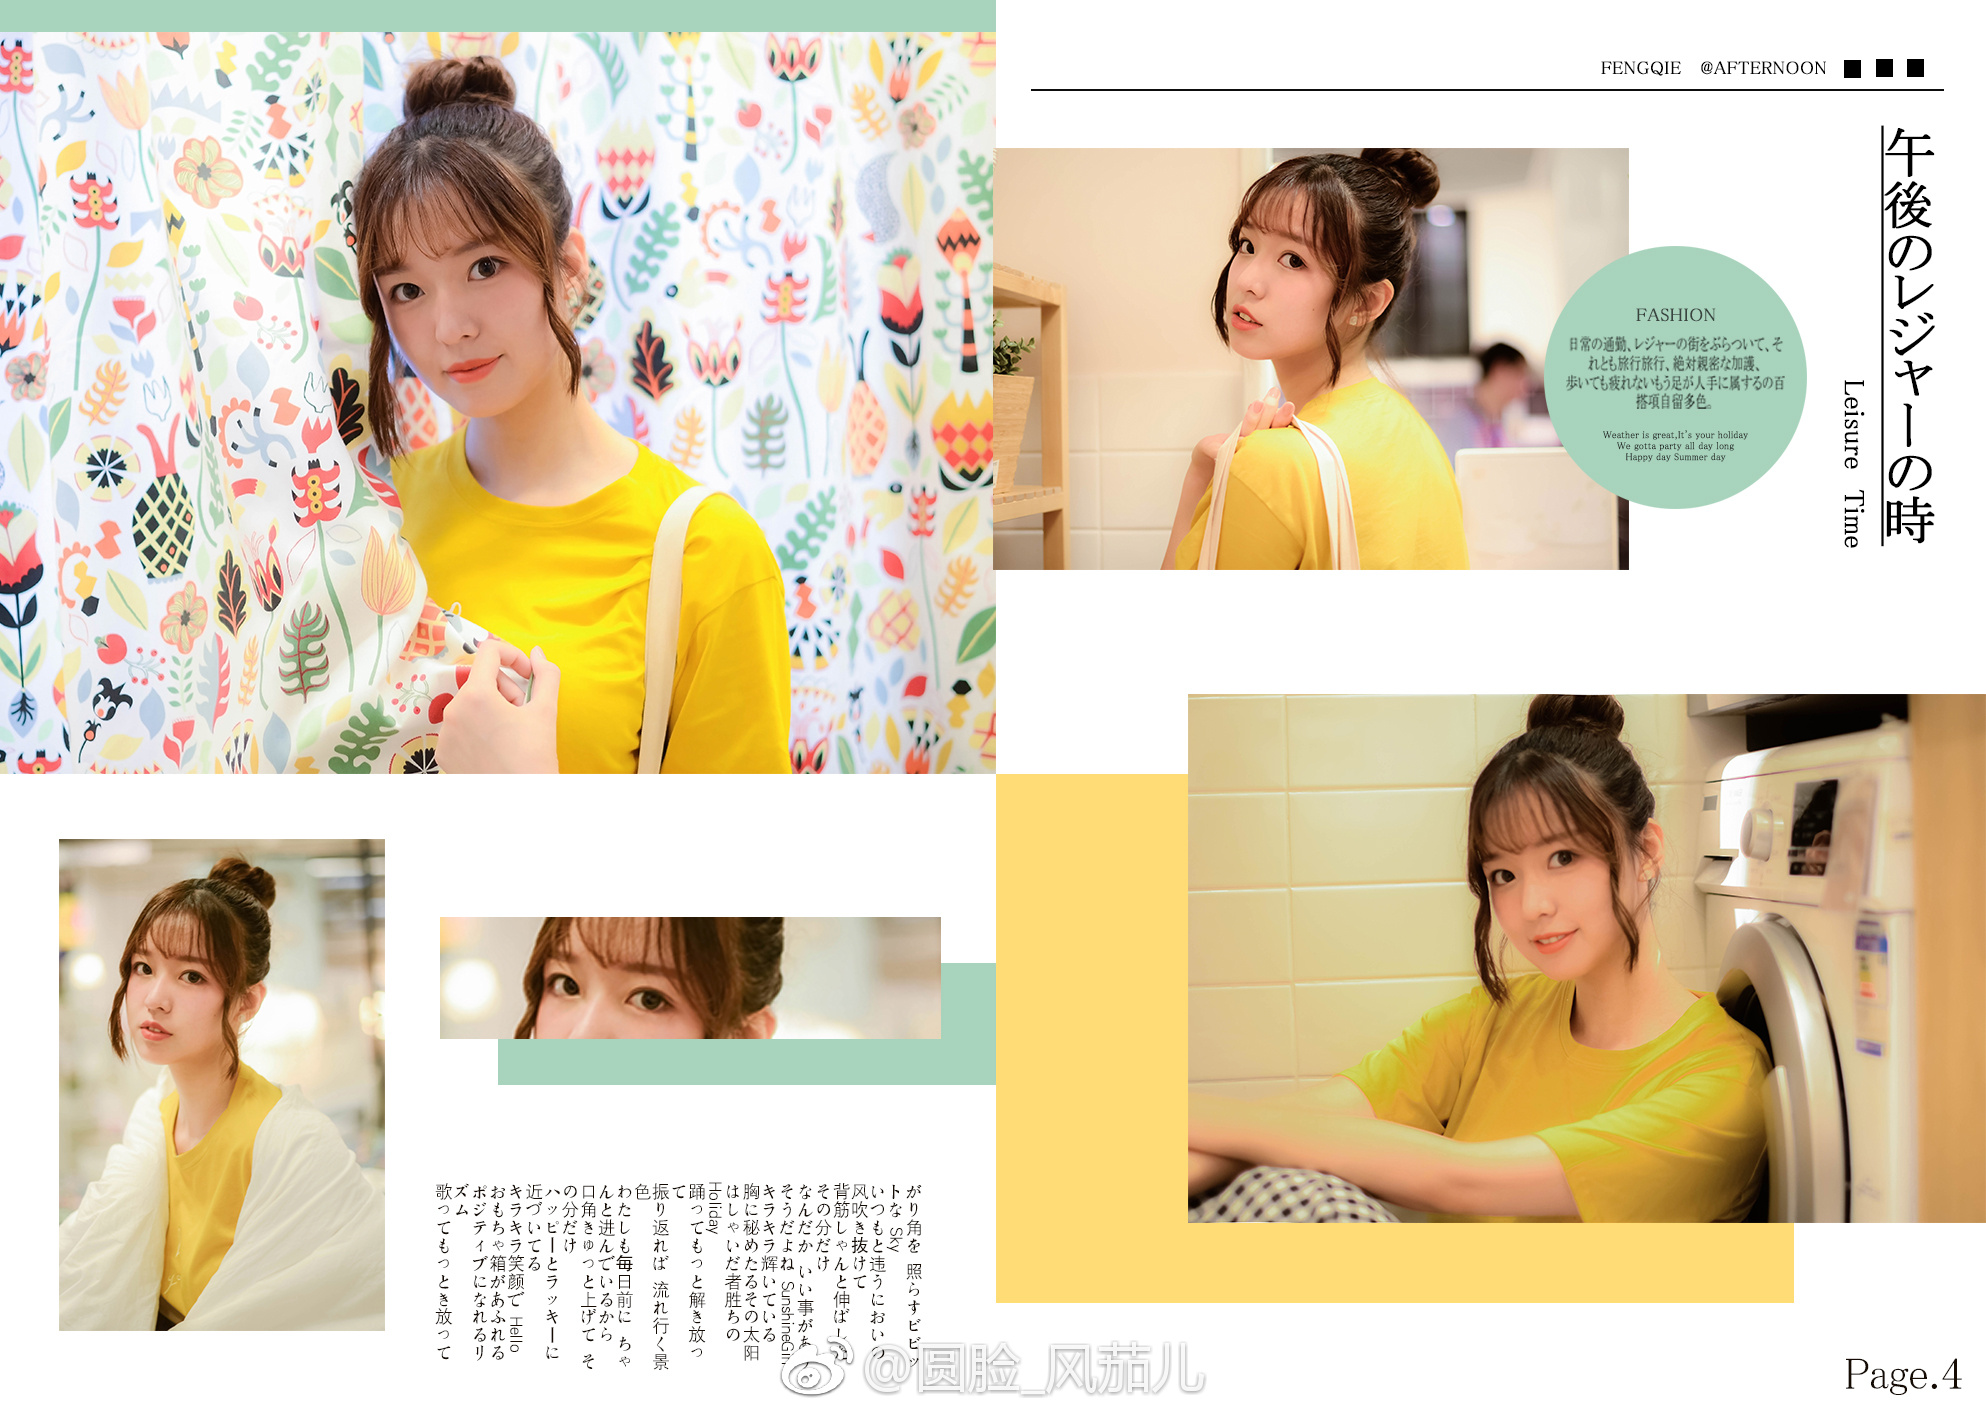 FENGQIE @AFTERNOON
午後のレジャーの時
Leisure Time
FASHION
日常の通勤、レジャーの街をぶらついて、そ
れとも旅行旅行、絶対親密な加護、
歩いても疲れないもう足が人手に属するの百
搭項自留多色。
Weather is great,It's your holiday
We gotta party all day long
Happy day Summer day
がり角を 照らすビビッ
トな Sky
いつもと違うにおいの
风吹き抜けて
背筋しゃんと伸ばし
その分だけ
なんだか いい事があ
そうだよね SunshineGirl
キラキラ輝いている
胸に秘めたるその太阳
はしゃいだ者胜ちの
Holiday
踊ってもっと解き放っ
て
振り返れば 流れ行く景
色
わたしも毎日前に ちゃ
んと進んでいるから
口角きゅっと上げて そ
の分だけ
ハッピーとラッキーに
近づいてる
キラキラ笑颜で Hello
おもちゃ箱があふれる
ポジティブになれるリ
ズム
歌ってもっとき放って
@圆脸_风茄儿
Page.4